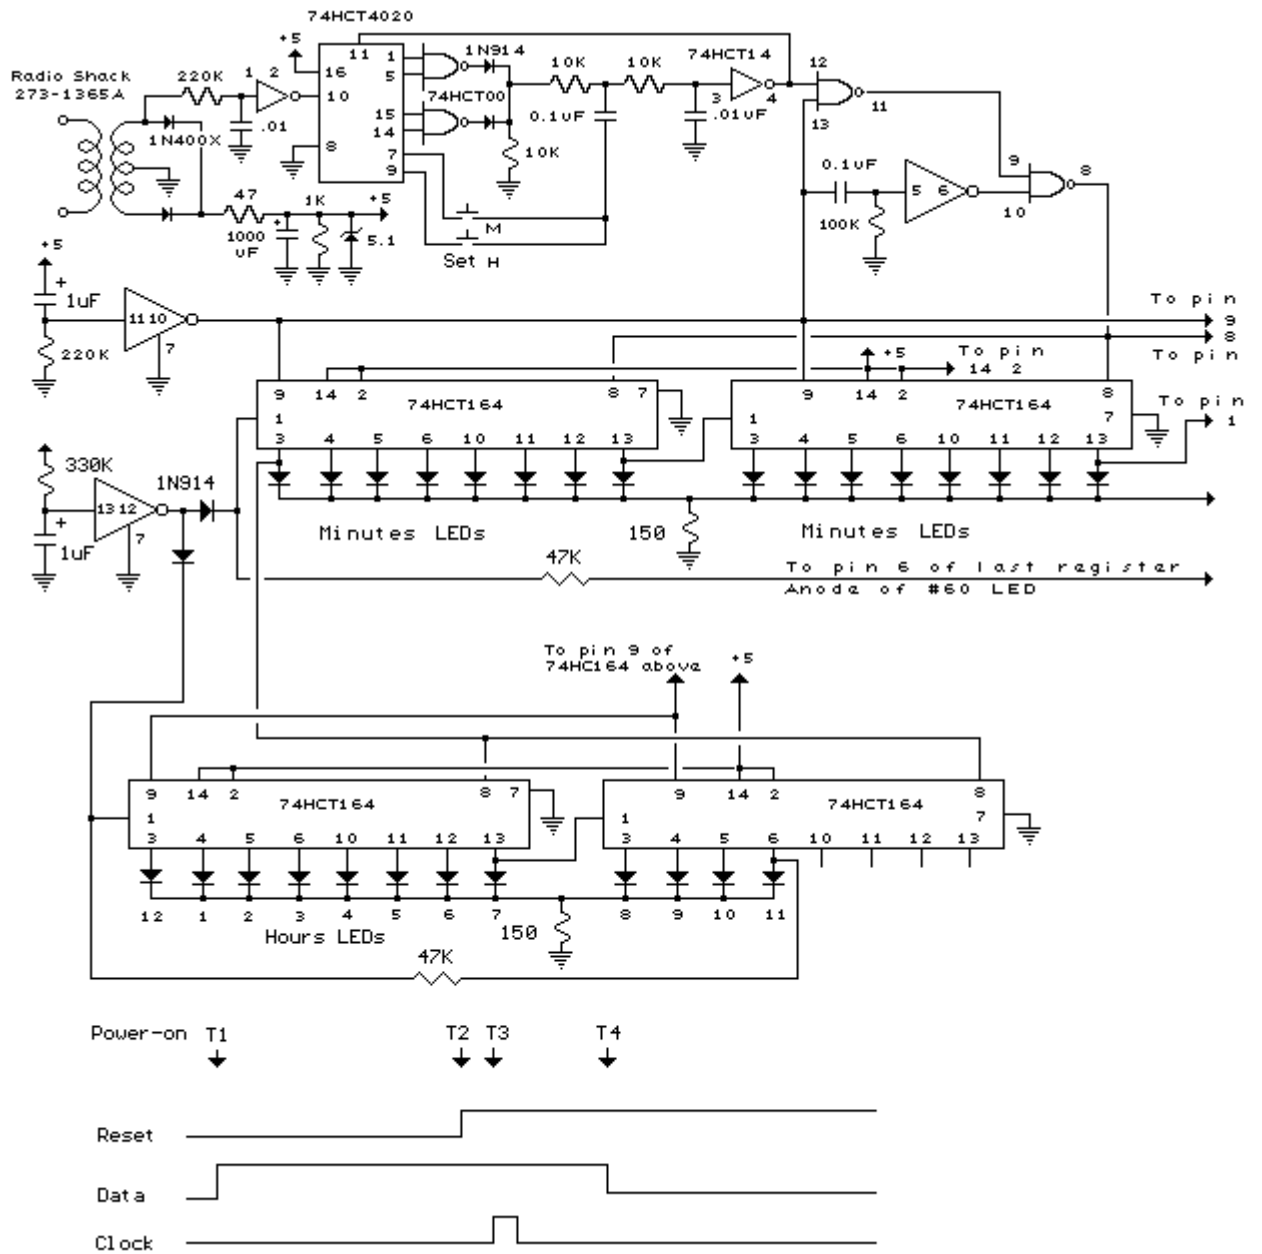 74HCT4020
+5
11
1
1N914
16
5
10
74HCT00
15
14
8
7
9
Radio Shack
273-1365A
220K
1 2
.01
1N400X
47
1K
+5
1000
uF
5.1
M
Set H
10K
10K
10K
0.1uF
74HCT14
3 4
.01uF
12
11
13
0.1uF
5 6
100K
9
8
10
+5
+
1uF
11 10
7
220K
To pin
9
8
To pin
+5
To pin
14 2
9 14 2 8 7
74HCT164
1
3 4 5 6 10 11 12 13
9 14 2 8
74HCT164
7
1
3 4 5 6 10 11 12 13
To pin
1
330K
1N914
13 12
+
7
1uF
Minutes LEDs
150
Minutes LEDs
47K
To pin 6 of last register
Anode of #60 LED
To pin 9 of
74HC164 above
+5
9 14 2 8 7
74HCT164
1
3 4 5 6 10 11 12 13
9 14 2 8
74HCT164
7
1
3 4 5 6 10 11 12 13
12 1 2 3 4 5 6 7
8 9 10 11
Hours LEDs
150
47K
Power-on T1 T2 T3 T4
Reset
Data
Clock